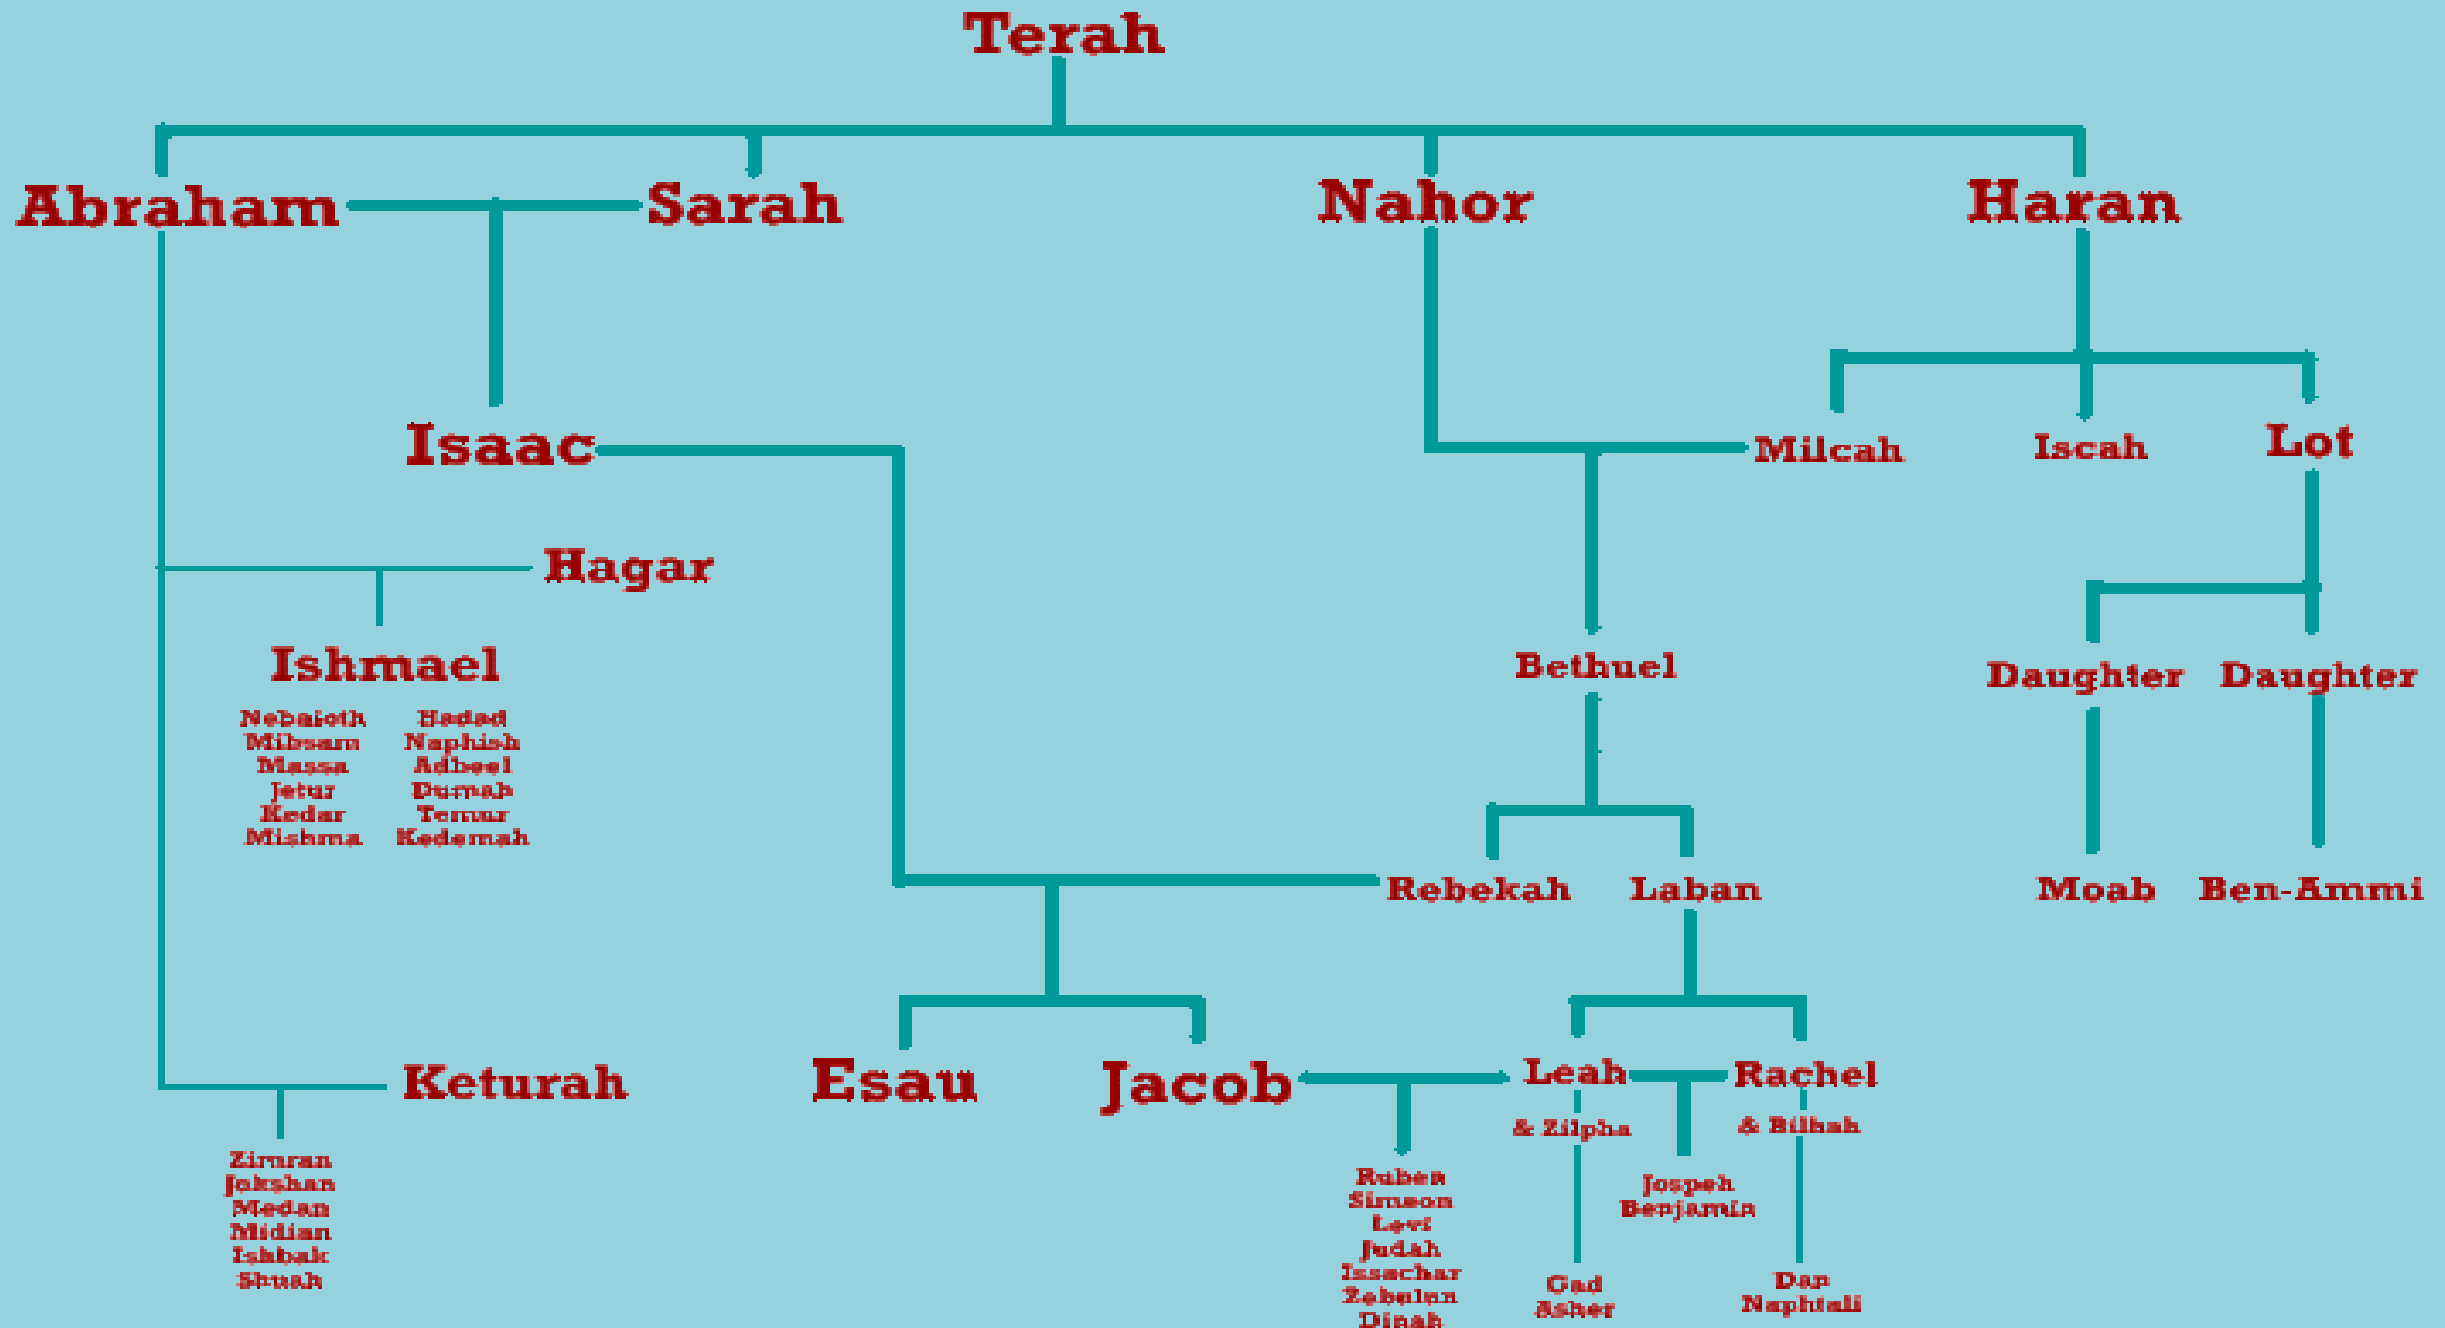 Terah
Abraham
Sarah
Nahor
Haran
Isaac
Milcah
Iscah
Lot
Hagar
Ishmael
Bethuel
Daughter
Daughter
Nebaioth Hadad
Mibsam Naphish
Massa Adbeel
Jetur Dumah
Kedar Temur
Mishma Kedemah
Rebekah
Laban
Moab
Ben-Ammi
Keturah
Esau
Jacob
Leah
Rachel
& Zilpha
& Bilhah
Zimran
Jokshan
Medan
Midian
Ishbak
Shuah
Ruben
Simeon
Levi
Judah
Issachar
Zebulun
Dinah
Jospeh
Benjamin
Gad
Asher
Dan
Naphtali